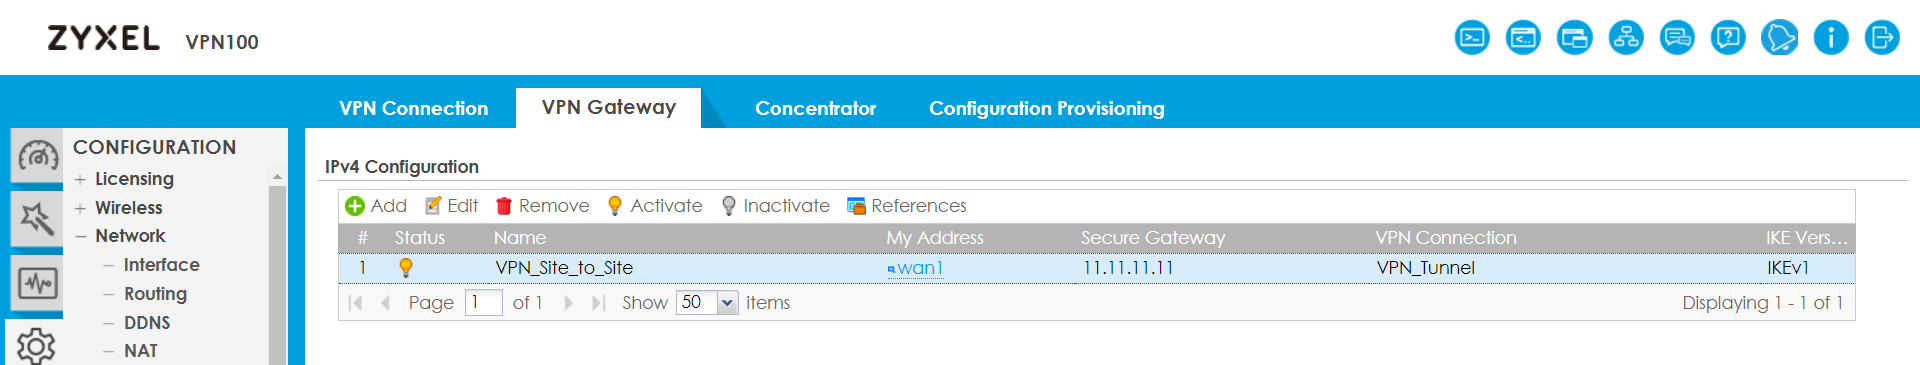 ZYXEL VPN100
VPN Connection VPN Gateway Concentrator Configuration Provisioning
CONFIGURATION
+ Licensing
+ Wireless
− Network
− Interface
− Routing
− DDNS
− NAT
IPv4 Configuration
Add Edit Remove Activate Inactivate References
# Status Name My Address Secure Gateway VPN Connection IKE Vers...
1 VPN_Site_to_Site wan1 11.11.11.11 VPN_Tunnel IKEv1
Page 1 of 1 Show 50 items Displaying 1 - 1 of 1